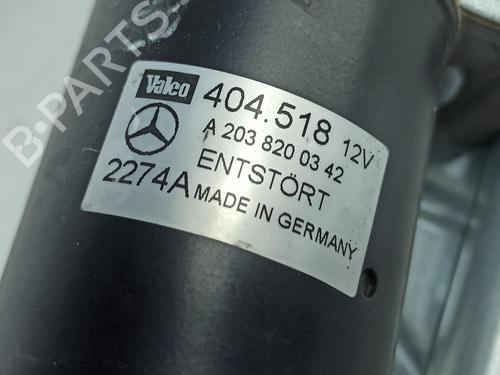 Valeo 404.518 12V
A 203 820 03 42
ENTSTÖRT
2274A MADE IN GERMANY
B-PARTS